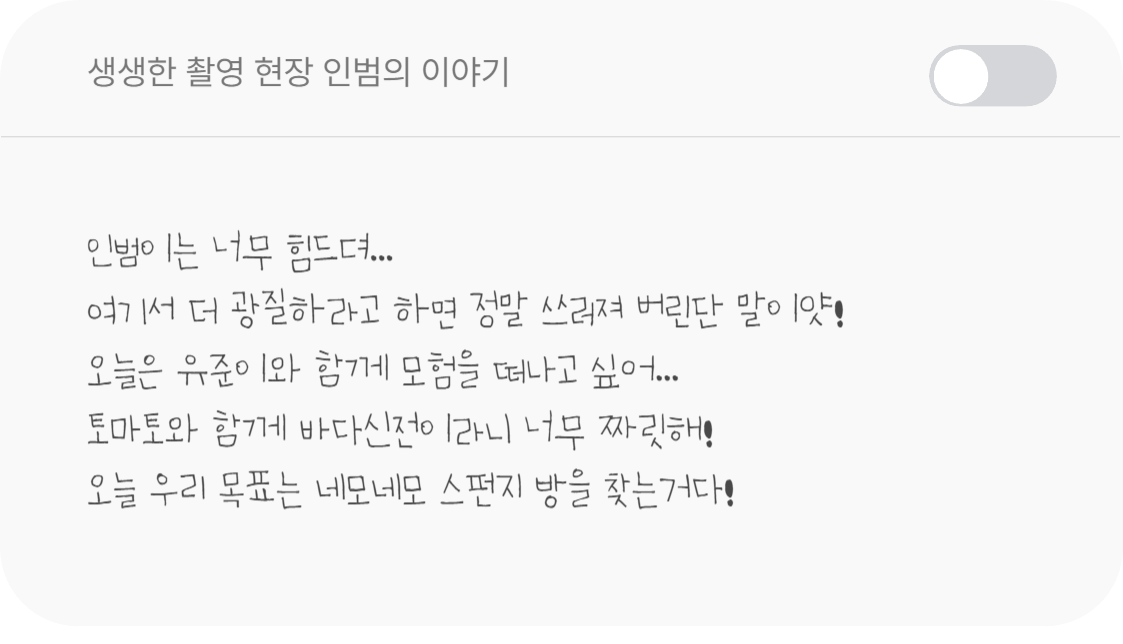 생생한 촬영 현장 인범의 이야기
인범이는 너무 힘드뎌...
여기서 더 광질하라고 하면 정말 쓰러져 버린단 말이얏!
오늘은 유준이와 함께 모험을 떠나고 싶어...
토마토와 함께 바다신전이라니 너무 짜릿해!
오늘 우리 목표는 네모네모 스펀지 방을 찾는거다!